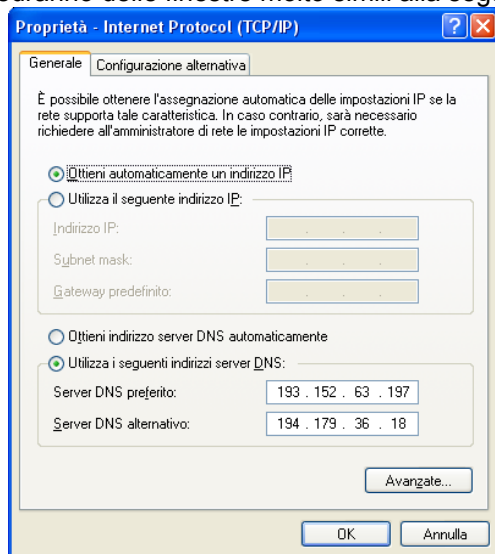 Proprietà - Internet Protocol (TCP/IP)
Generale
Configurazione alternativa
È possibile ottenere l'assegnazione automatica delle impostazioni IP se la
rete supporta tale caratteristica. In caso contrario, sarà necessario
richiedere all'amministratore di rete le impostazioni IP corrette.
Ottieni automaticamente un indirizzo IP
Utilizza il seguente indirizzo IP:
Indirizzo IP:
Subnet mask:
Gateway predefinito:
Ottieni indirizzo server DNS automaticamente
Utilizza i seguenti indirizzi server DNS:
Server DNS preferito: 193 . 152 . 63 . 197
Server DNS alternativo: 194 . 179 . 36 . 18
Avanzate...
OK
Annulla